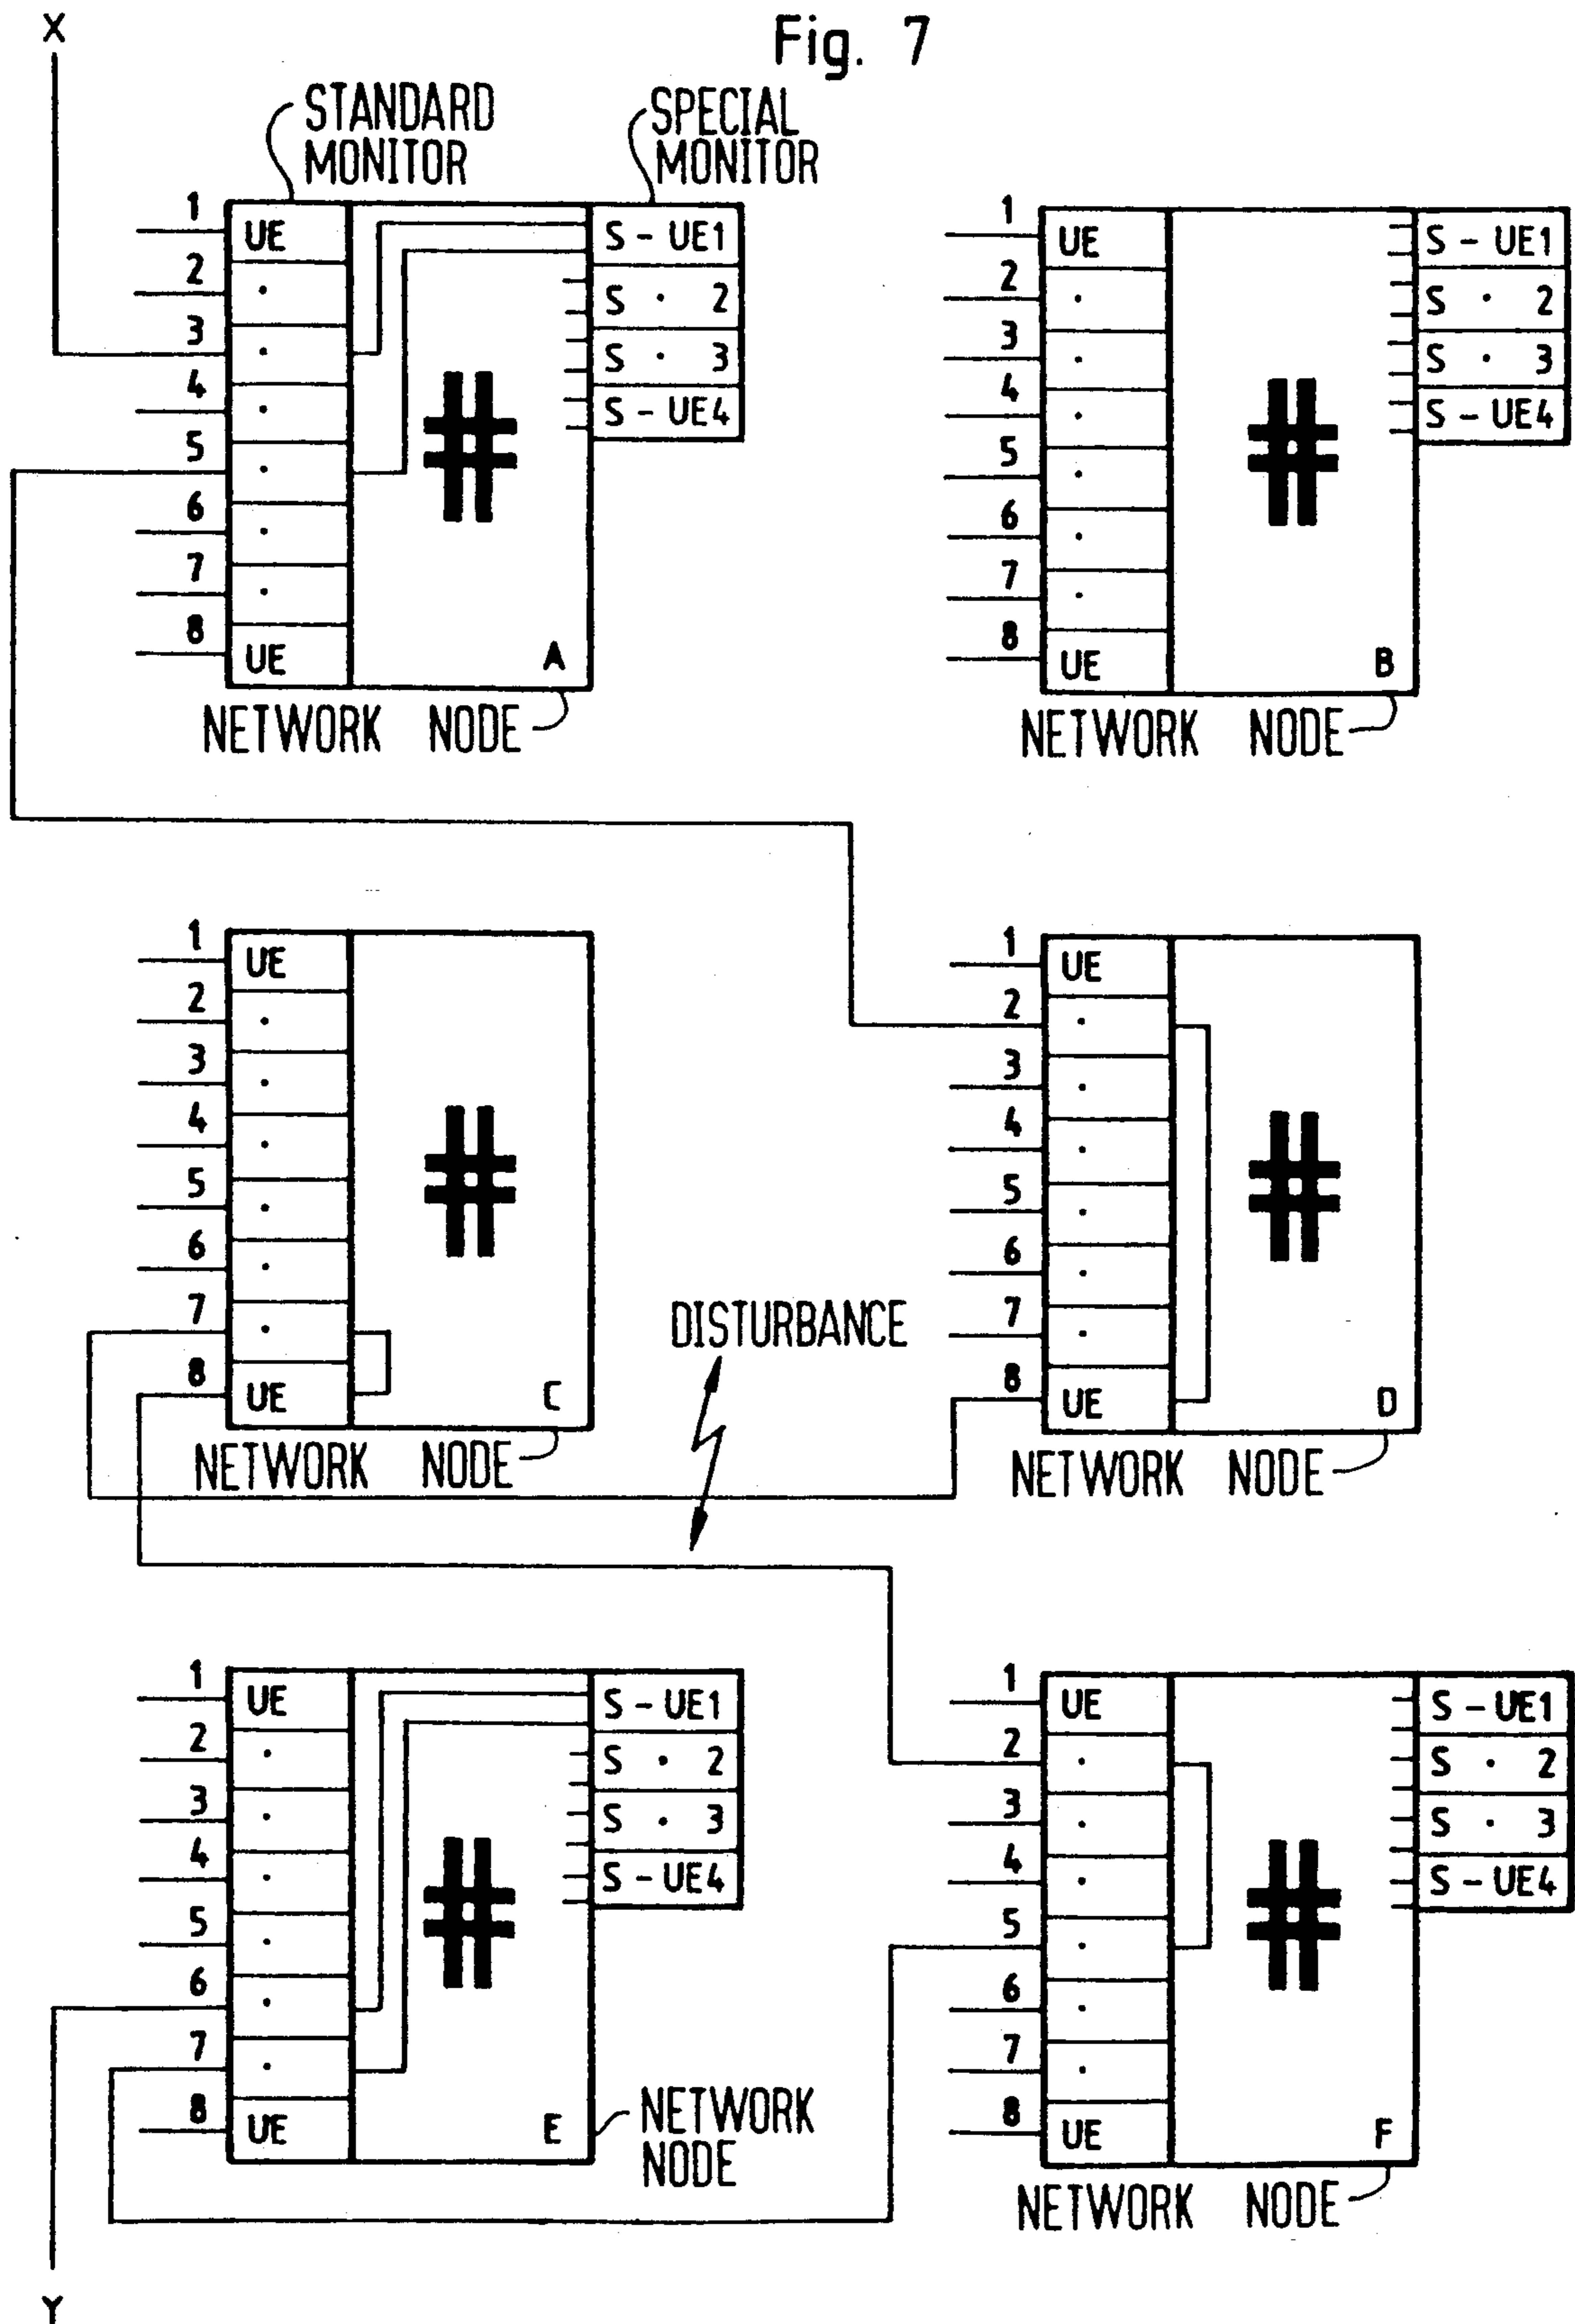 Fig. 7
X
STANDARD
MONITOR
SPECIAL
MONITOR
1 UE S - UE1
2 · S · 2
3 · S · 3
4 · S - UE4
5 ·
6 ·
7 ·
8 UE A
NETWORK NODE
1 UE S - UE1
2 · S · 2
3 · S · 3
4 · S - UE4
5 ·
6 ·
7 ·
8 UE B
NETWORK NODE
1 UE
2 ·
3 ·
4 ·
5 ·
6 ·
7 ·
8 UE C
NETWORK NODE
DISTURBANCE
1 UE
2 ·
3 ·
4 ·
5 ·
6 ·
7 ·
8 UE D
NETWORK NODE
1 UE S - UE1
2 · S · 2
3 · S · 3
4 · S - UE4
5 ·
6 ·
7 ·
8 UE E
NETWORK
NODE
1 UE S - UE1
2 · S · 2
3 · S · 3
4 · S - UE4
5 ·
6 ·
7 ·
8 UE F
NETWORK NODE
Y